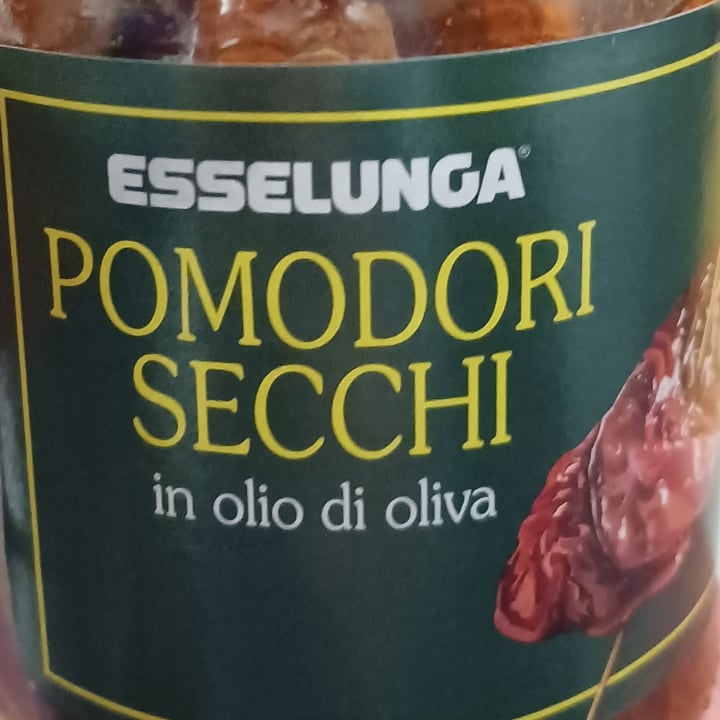 ESSELUNGA®
POMODORI
SECCHI
in olio di oliva